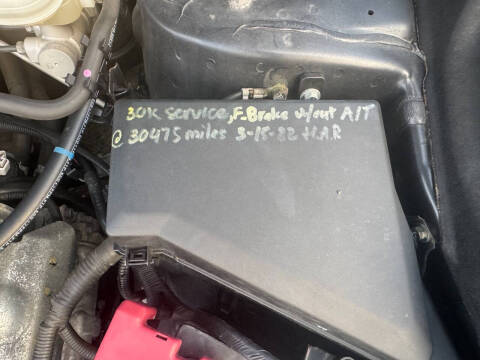 30K service, F-Brake w/out A/T
@ 30475 miles 3-15-22 H.A.R